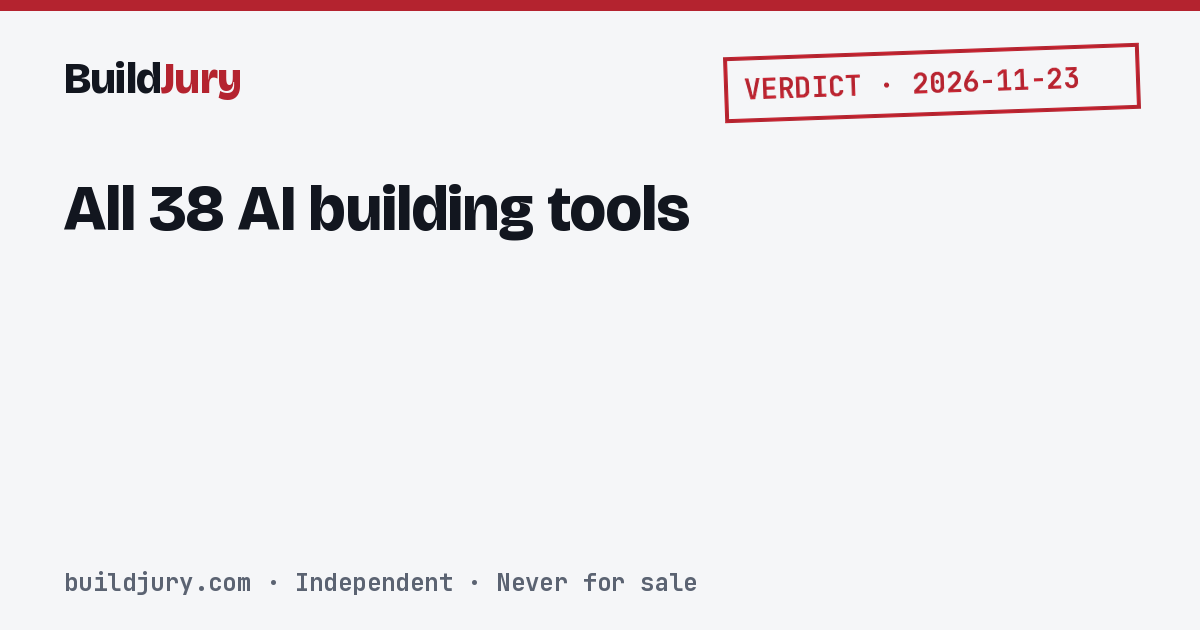 BuildJury
VERDICT · 2026-11-23
All 38 AI building tools
buildjury.com · Independent · Never for sale